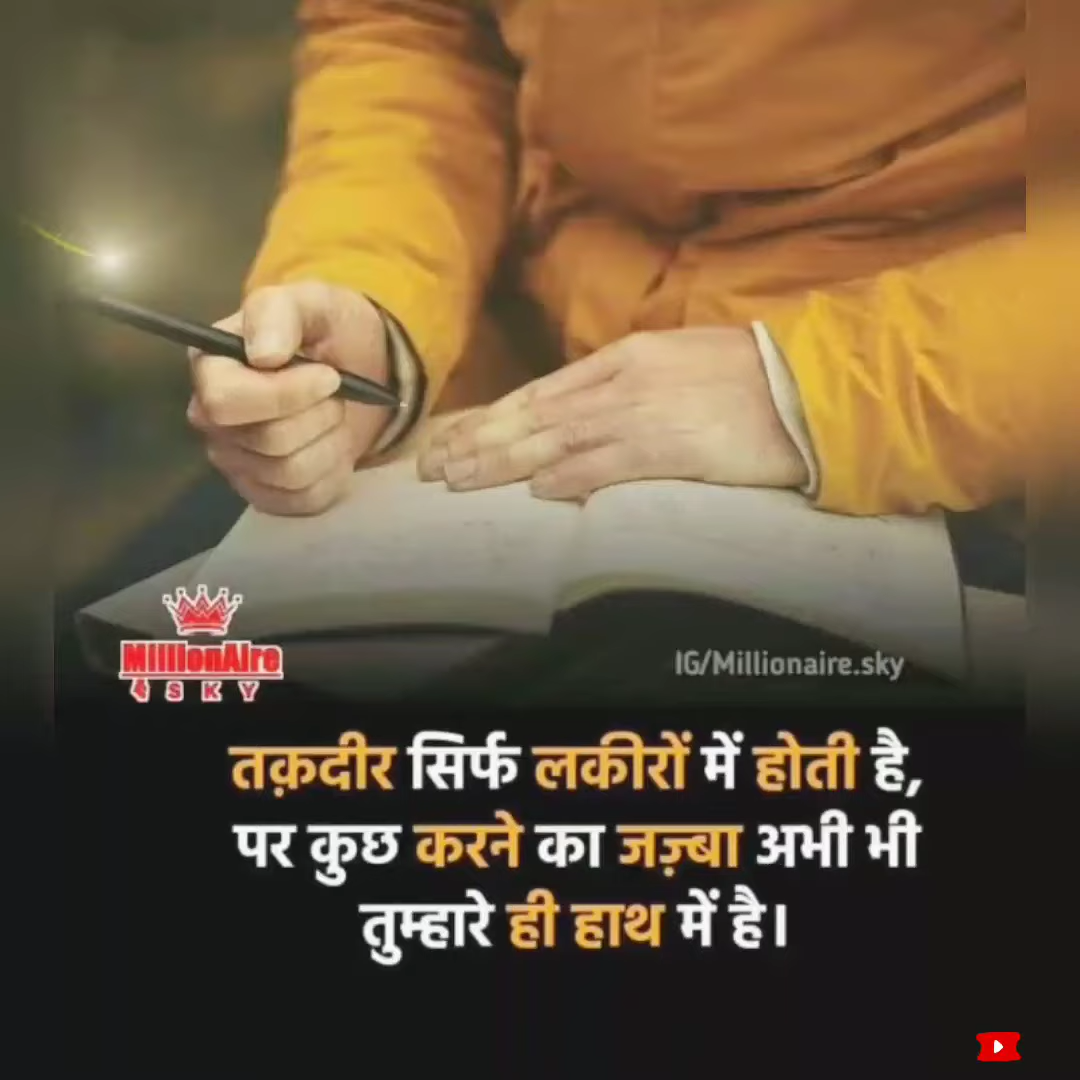 MillionAire
SKY
IG/Millionaire.sky
तक़दीर सिर्फ लकीरों में होती है,
पर कुछ करने का जज़्बा अभी भी
तुम्हारे ही हाथ में है।